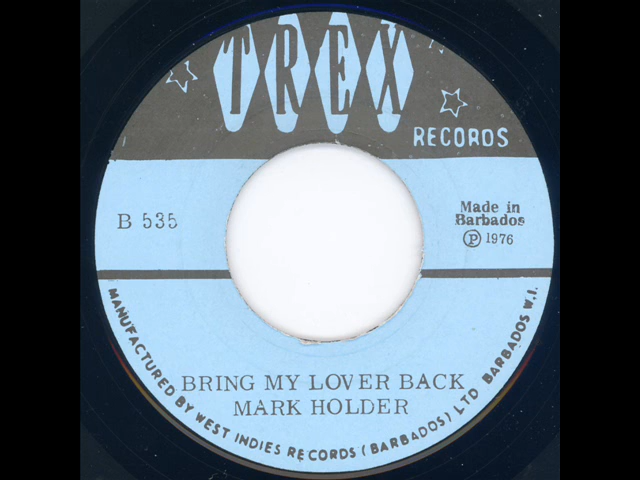 TREX
RECORDS
B 535
Made in
Barbados
Ⓟ 1976
BRING MY LOVER BACK
MARK HOLDER
MANUFACTURED BY WEST INDIES RECORDS (BARBADOS) LTD BARBADOS W.I.